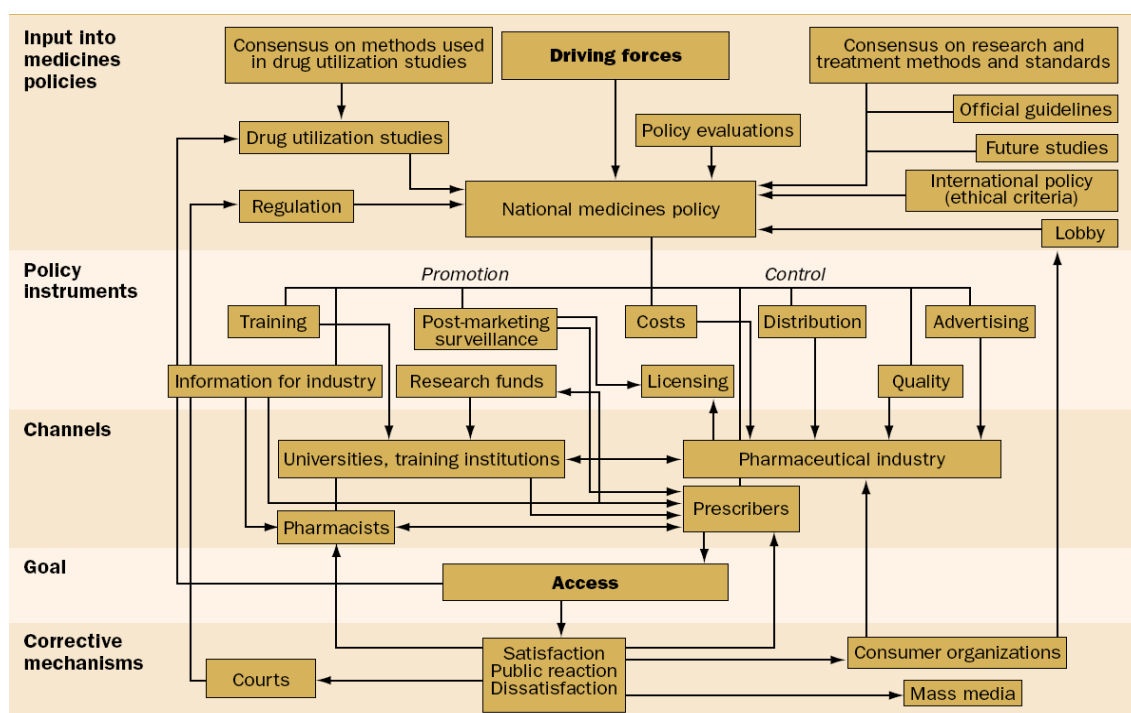 Input into
medicines
policies
Consensus on methods used
in drug utilization studies
Driving forces
Consensus on research and
treatment methods and standards
Official guidelines
Drug utilization studies
Policy evaluations
Future studies
International policy
(ethical criteria)
Regulation
National medicines policy
Lobby
Policy
instruments
Promotion
Control
Training
Post-marketing
surveillance
Costs
Distribution
Advertising
Information for industry
Research funds
Licensing
Quality
Channels
Universities, training institutions
Pharmaceutical industry
Prescribers
Pharmacists
Goal
Access
Corrective
mechanisms
Satisfaction
Public reaction
Dissatisfaction
Consumer organizations
Courts
Mass media